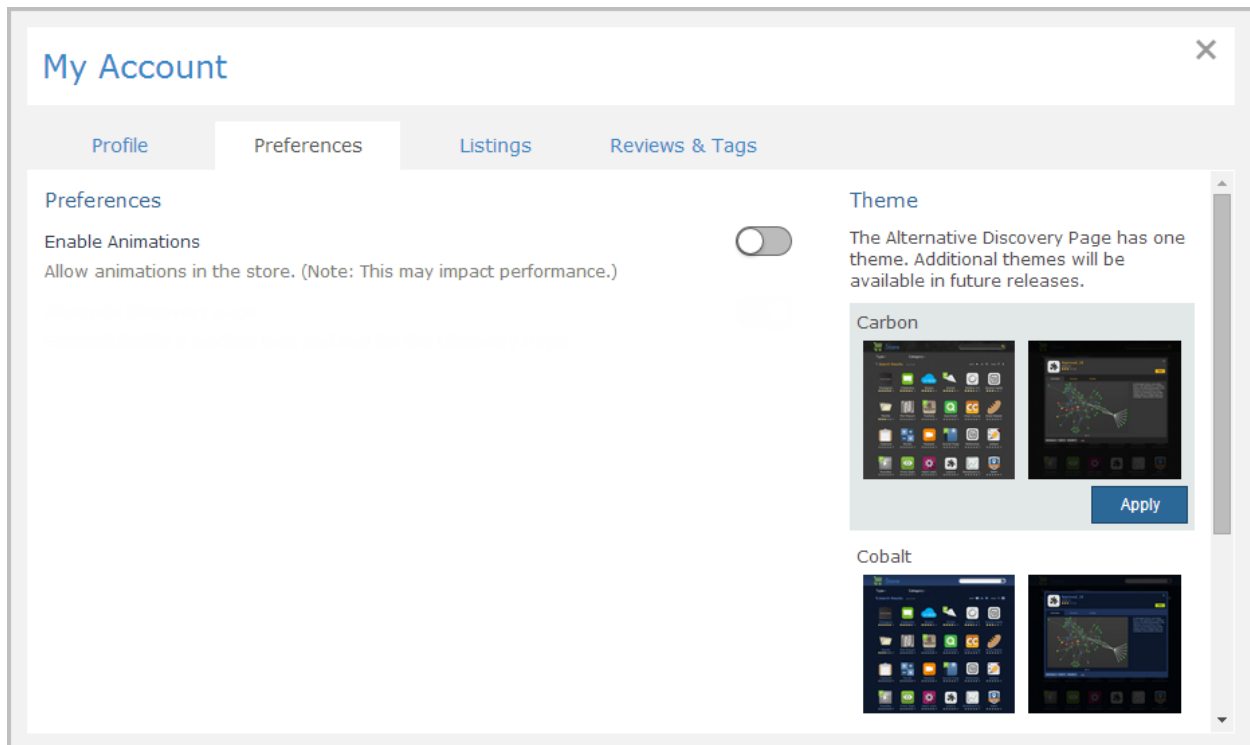 My Account
Profile
Preferences
Listings
Reviews & Tags
Preferences
Enable Animations
Allow animations in the store. (Note: This may impact performance.)
Theme
The Alternative Discovery Page has one
theme. Additional themes will be
available in future releases.
Carbon
Store
Apply
Cobalt
Store